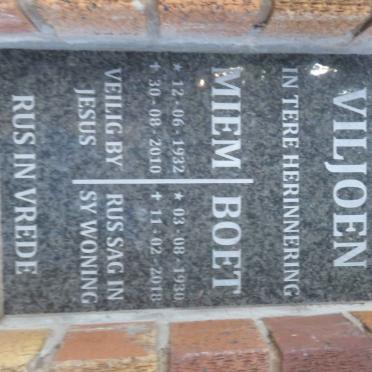 VILJOEN
IN TERE HERINNERING
MIEM BOET
★ 12 - 06 - 1932 ★ 03 - 08 - 1930
✝ 30 - 08 - 2010 ✝ 11 - 02 - 2018
VEILIG BY RUS SAG IN
JESUS SY WONING
RUS IN VREDE